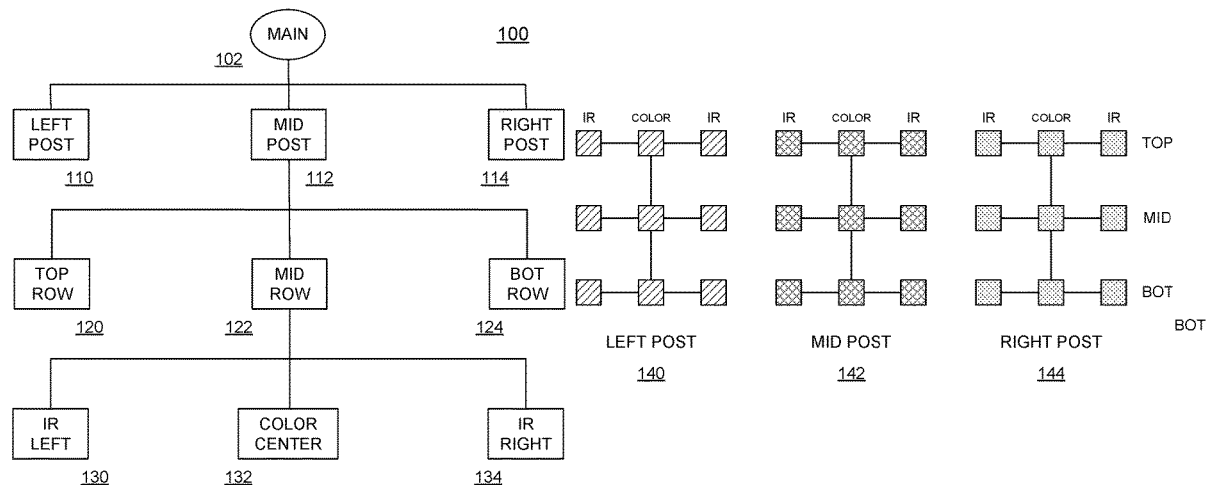 MAIN
100
102
LEFT
POST
MID
POST
RIGHT
POST
110
112
114
TOP
ROW
MID
ROW
BOT
ROW
120
122
124
IR
LEFT
COLOR
CENTER
IR
RIGHT
130
132
134
IR COLOR IR
IR COLOR IR
IR COLOR IR
TOP
MID
BOT
BOT
LEFT POST
MID POST
RIGHT POST
140
142
144